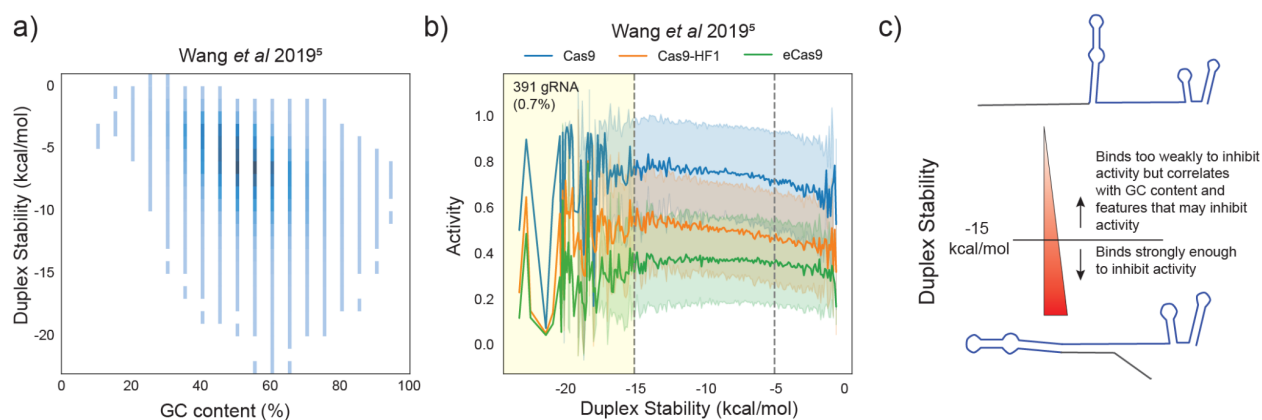 a)
Wang et al 2019⁵
Duplex Stability (kcal/mol)
0
-5
-10
-15
-20
0
20
40
60
80
100
GC content (%)
b)
Wang et al 2019⁵
Cas9
Cas9-HF1
eCas9
391 gRNA
(0.7%)
Activity
1.0
0.8
0.6
0.4
0.2
0.0
-20
-15
-10
-5
0
Duplex Stability (kcal/mol)
c)
Duplex Stability
-15
kcal/mol
Binds too weakly to inhibit
activity but correlates
with GC content and
features that may inhibit
activity
Binds strongly enough
to inhibit activity